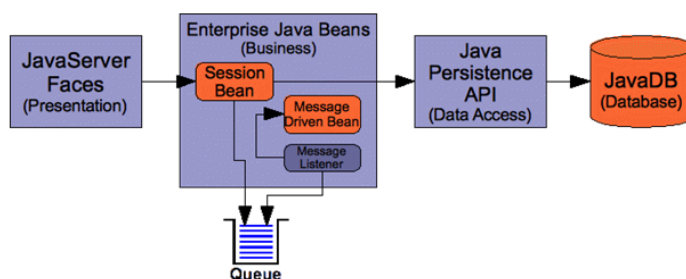 JavaServer
Faces
(Presentation)
Enterprise Java Beans
(Business)
Session
Bean
Message
Driven Bean
Message
Listener
Java
Persistence
API
(Data Access)
JavaDB
(Database)
Queue